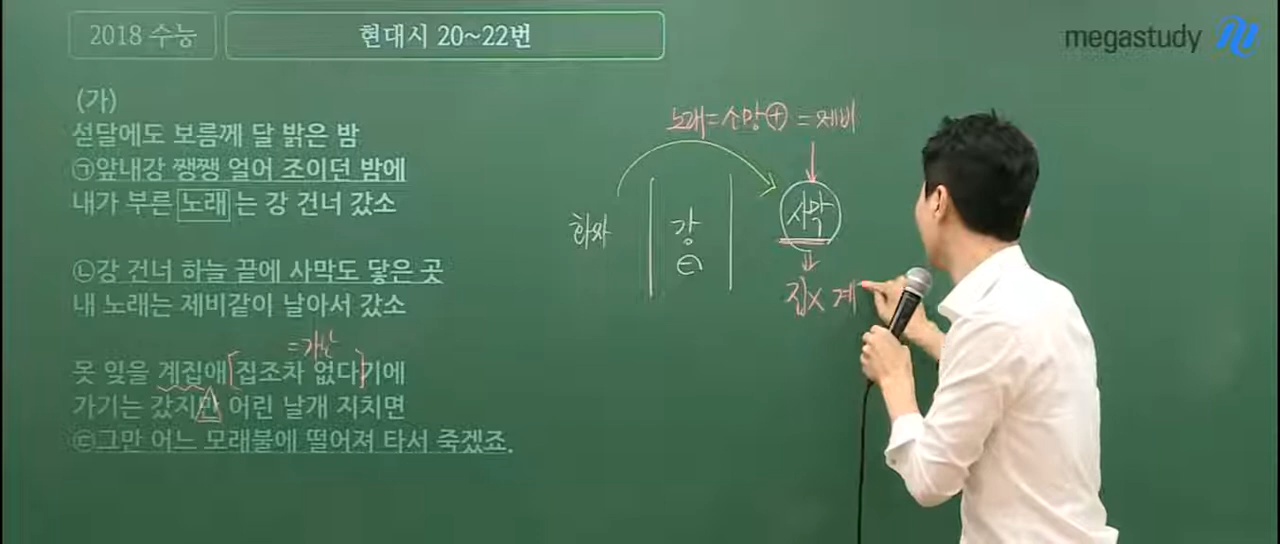 2018 수능
현대시 20~22번
megastudy
(가)
섣달에도 보름께 달 밝은 밤
㉠앞내강 쨍쨍 얼어 조이던 밤에
내가 부른 노래는 강 건너 갔소
㉡강 건너 하늘 끝에 사막도 닿은 곳
내 노래는 제비같이 날아서 갔소
=가난
못 잊을 계집애 집조차 없다기에
가기는 갔지만 어린 날개 지치면
㉢그만 어느 모래불에 떨어져 타서 죽겠죠.
노래=소망⊕=제비
화자
강
⊖
사막
집X 계